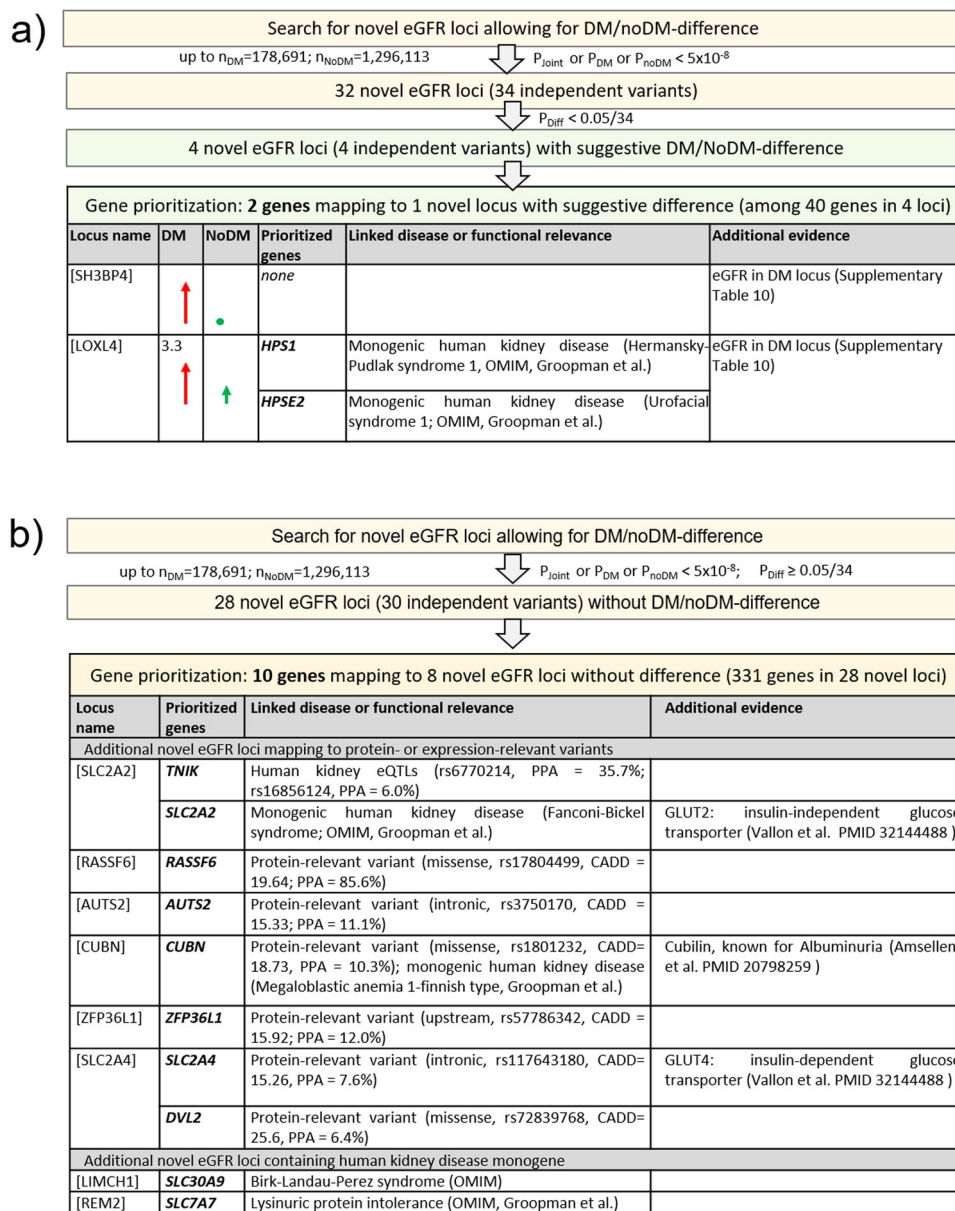 a)
Search for novel eGFR loci allowing for DM/noDM-difference
up to nDM=178,691; nNoDM=1,296,113 PJoint or PDM or PnoDM < 5x10-8
32 novel eGFR loci (34 independent variants)
PDiff < 0.05/34
4 novel eGFR loci (4 independent variants) with suggestive DM/NoDM-difference
Gene prioritization: 2 genes mapping to 1 novel locus with suggestive difference (among 40 genes in 4 loci)
Locus name DM NoDM Prioritized genes Linked disease or functional relevance Additional evidence
[SH3BP4] none eGFR in DM locus (Supplementary
Table 10)
[LOXL4] 3.3 HPS1 Monogenic human kidney disease (Hermansky- eGFR in DM locus (Supplementary
Pudlak syndrome 1, OMIM, Groopman et al.) Table 10)
HPSE2 Monogenic human kidney disease (Urofacial
syndrome 1; OMIM, Groopman et al.)
b)
Search for novel eGFR loci allowing for DM/noDM-difference
up to nDM=178,691; nNoDM=1,296,113 PJoint or PDM or PnoDM < 5x10-8; PDiff ≥ 0.05/34
28 novel eGFR loci (30 independent variants) without DM/noDM-difference
Gene prioritization: 10 genes mapping to 8 novel eGFR loci without difference (331 genes in 28 novel loci)
Locus name Prioritized genes Linked disease or functional relevance Additional evidence
Additional novel eGFR loci mapping to protein- or expression-relevant variants
[SLC2A2] TNIK Human kidney eQTLs (rs6770214, PPA = 35.7%;
rs16856124, PPA = 6.0%)
SLC2A2 Monogenic human kidney disease (Fanconi-Bickel GLUT2: insulin-independent glucose
syndrome; OMIM, Groopman et al.) transporter (Vallon et al. PMID 32144488 )
[RASSF6] RASSF6 Protein-relevant variant (missense, rs17804499, CADD =
19.64; PPA = 85.6%)
[AUTS2] AUTS2 Protein-relevant variant (intronic, rs3750170, CADD =
15.33; PPA = 11.1%)
[CUBN] CUBN Protein-relevant variant (missense, rs1801232, CADD= Cubilin, known for Albuminuria (Amsellem
18.73, PPA = 10.3%); monogenic human kidney disease et al. PMID 20798259 )
(Megaloblastic anemia 1-finnish type, Groopman et al.)
[ZFP36L1] ZFP36L1 Protein-relevant variant (upstream, rs57786342, CADD =
15.92; PPA = 12.0%)
[SLC2A4] SLC2A4 Protein-relevant variant (intronic, rs117643180, CADD= GLUT4: insulin-dependent glucose
15.26, PPA = 7.6%) transporter (Vallon et al. PMID 32144488 )
DVL2 Protein-relevant variant (missense, rs72839768, CADD=
25.6, PPA = 6.4%)
Additional novel eGFR loci containing human kidney disease monogene
[LIMCH1] SLC30A9 Birk-Landau-Perez syndrome (OMIM)
[REM2] SLC7A7 Lysinuric protein intolerance (OMIM, Groopman et al.)